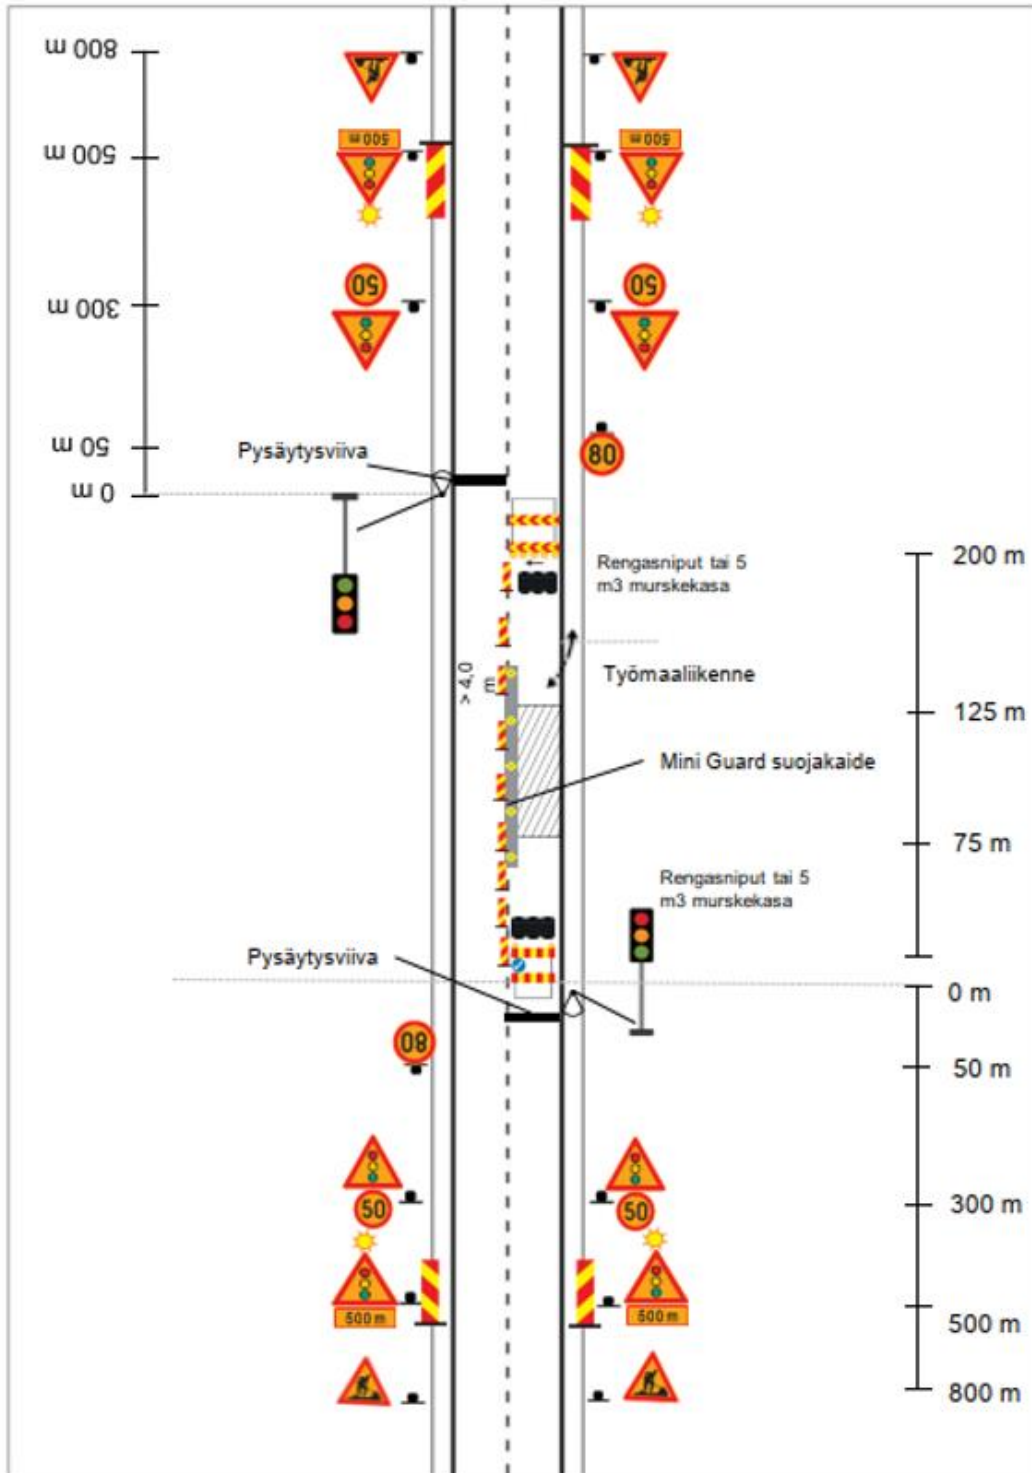 800 m
500 m
500 m
500 m
50
50
300 m
50 m
Pysäytysviiva
80
0 m
200 m
Rengasniput tai 5
m3 murskekasa
> 4,0
m
Työmaaliikenne
125 m
Mini Guard suojakaide
75 m
Rengasniput tai 5
m3 murskekasa
Pysäytysviiva
0 m
80
50 m
50
50
300 m
500 m
500 m
500 m
800 m